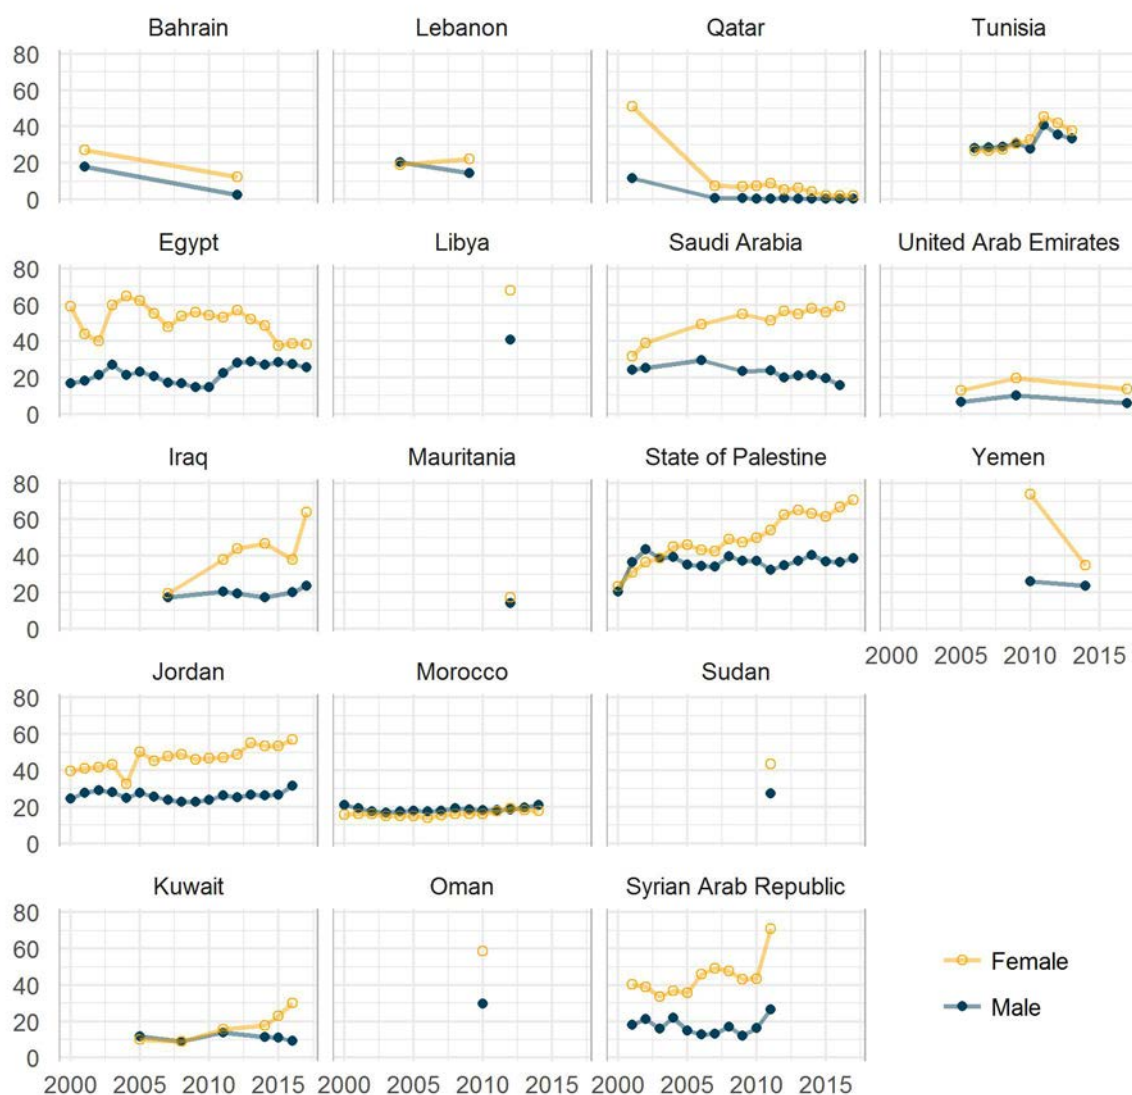 Bahrain Lebanon Qatar Tunisia
80
60
40
20
0
Egypt Libya Saudi Arabia United Arab Emirates
80
60
40
20
0
Iraq Mauritania State of Palestine Yemen
80
60
40
20
0
2000 2005 2010 2015
Jordan Morocco Sudan
80
60
40
20
0
Kuwait Oman Syrian Arab Republic
80
60
40
20
0
2000 2005 2010 2015 2000 2005 2010 2015 2000 2005 2010 2015
Female
Male